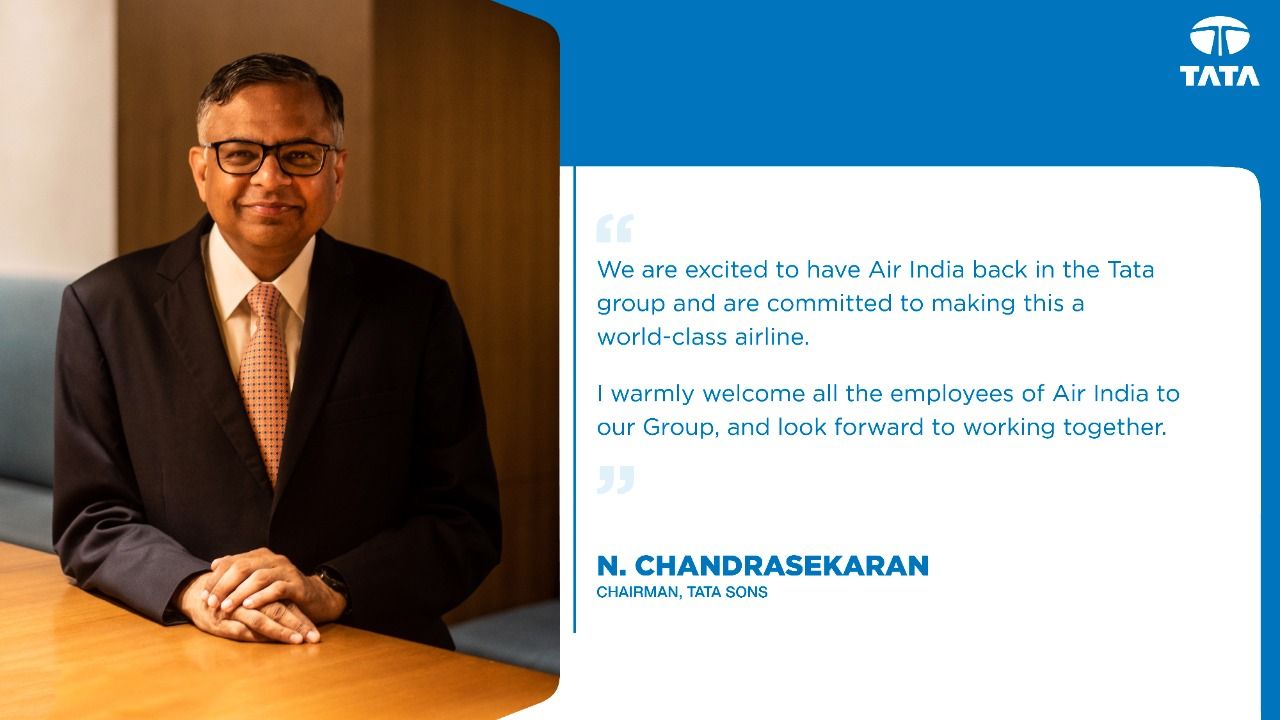 TATA
“
We are excited to have Air India back in the Tata
group and are committed to making this a
world-class airline.
I warmly welcome all the employees of Air India to
our Group, and look forward to working together.
”
N. CHANDRASEKARAN
CHAIRMAN, TATA SONS